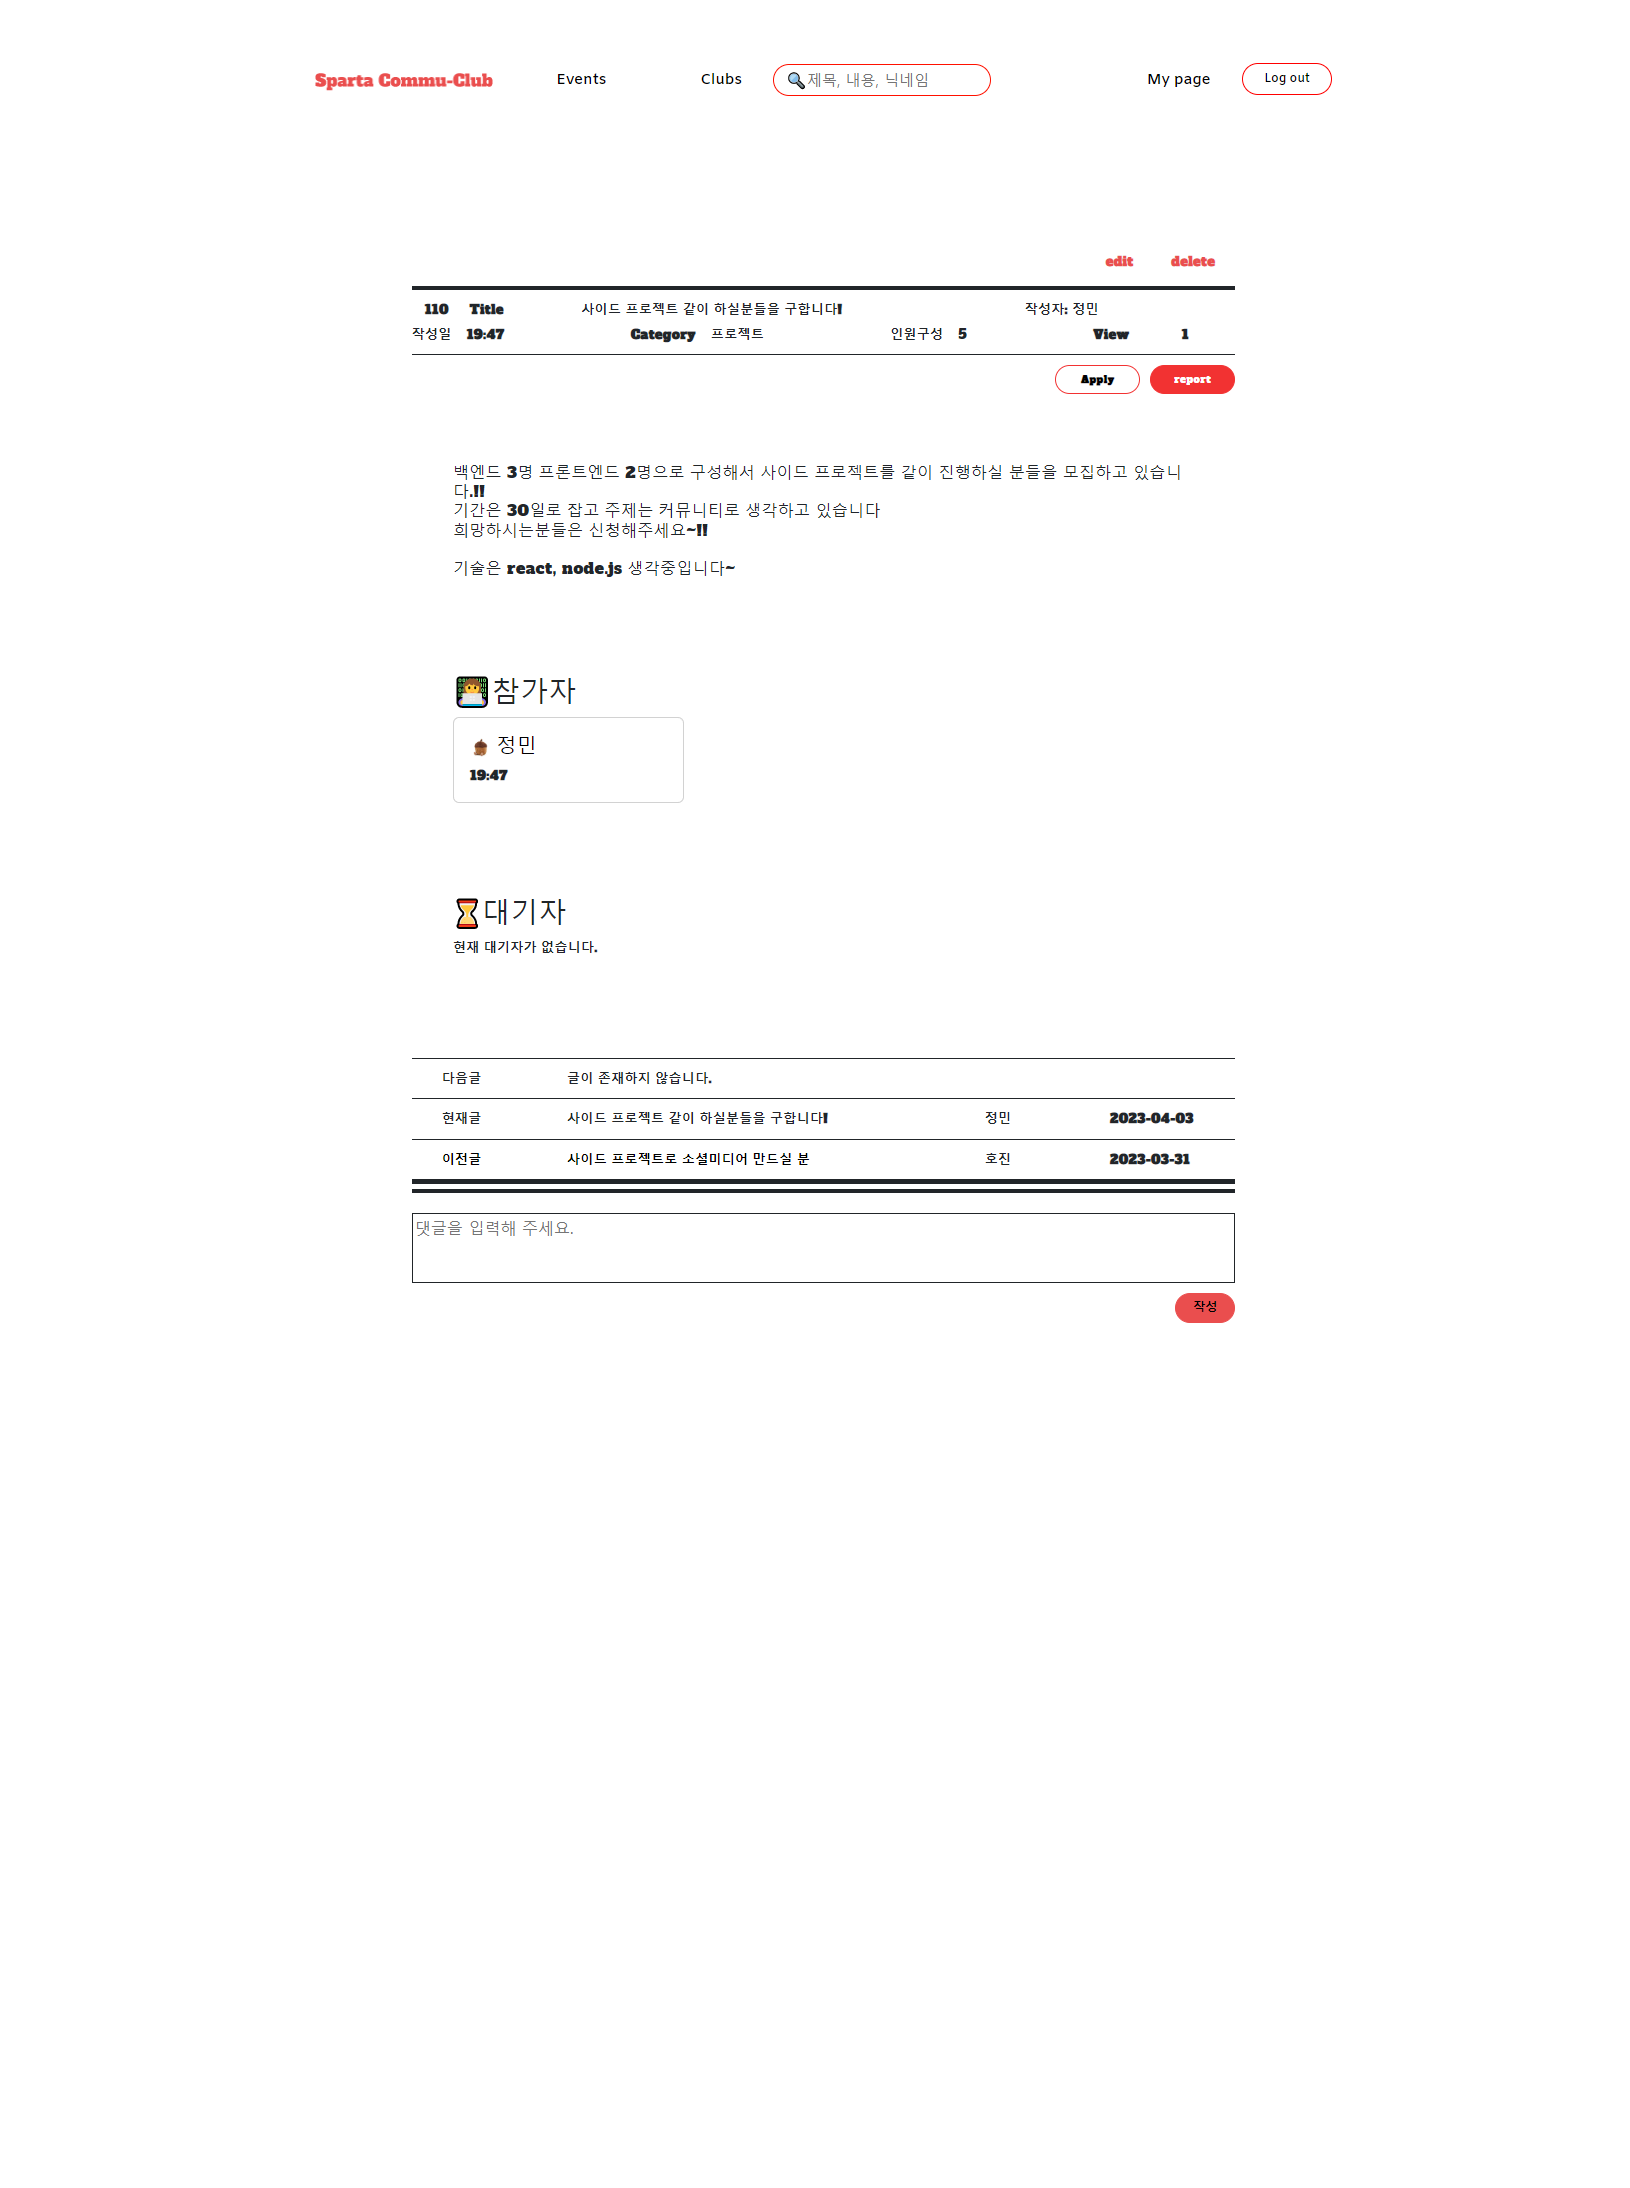 Sparta Commu-Club Events Clubs 🔍제목, 내용, 닉네임 My page Log out
edit delete
110 Title 사이드 프로젝트 같이 하실분들을 구합니다! 작성자: 정민
작성일 19:47 Category 프로젝트 인원구성 5 View 1
Apply report
백엔드 3명 프론트엔드 2명으로 구성해서 사이드 프로젝트를 같이 진행하실 분들을 모집하고 있습니
다.!!
기간은 30일로 잡고 주제는 커뮤니티로 생각하고 있습니다
희망하시는분들은 신청해주세요~!!
기술은 react, node.js 생각중입니다~
참가자
정민
19:47
대기자
현재 대기자가 없습니다.
다음글 글이 존재하지 않습니다.
현재글 사이드 프로젝트 같이 하실분들을 구합니다! 정민 2023-04-03
이전글 사이드 프로젝트로 소셜미디어 만드실 분 호진 2023-03-31
댓글을 입력해 주세요.
작성